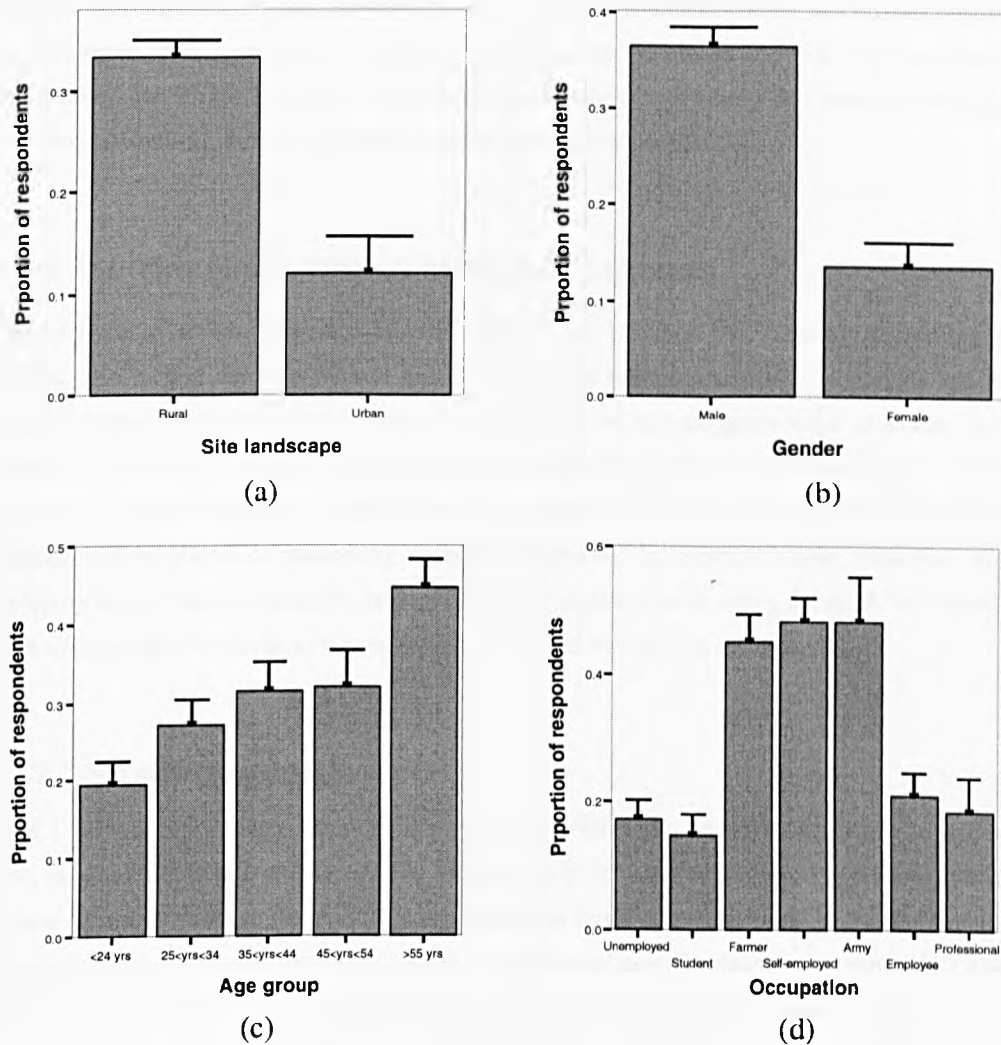 Prportion of respondents
0.3
0.2
0.1
0.0
Rural Urban
Site landscape
(a)
Prportion of respondents
0.4
0.3
0.2
0.1
0.0
Male Female
Gender
(b)
Prportion of respondents
0.5
0.4
0.3
0.2
0.1
0.0
<24 yrs 25<yrs<34 35<yrs<44 45<yrs<54 >55 yrs
Age group
(c)
Prportion of respondents
0.6
0.4
0.2
0.0
Unemployed Farmer Army Professional
Student Self-employed Employee
Occupation
(d)